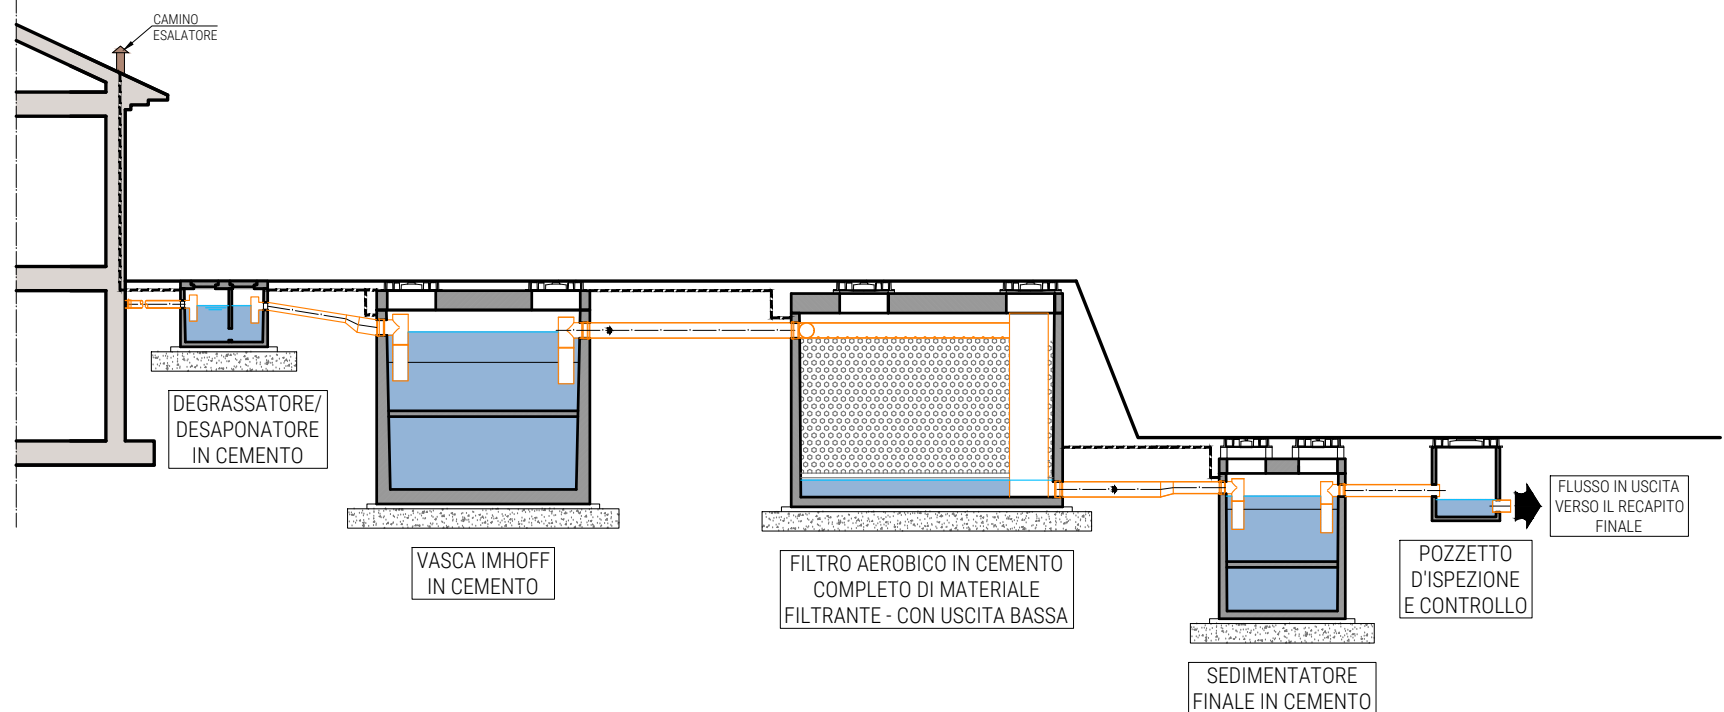 CAMINO
ESALATORE
DEGRASSATORE/
DESAPONATORE
IN CEMENTO
VASCA IMHOFF
IN CEMENTO
FILTRO AEROBICO IN CEMENTO
COMPLETO DI MATERIALE
FILTRANTE - CON USCITA BASSA
SEDIMENTATORE
FINALE IN CEMENTO
POZZETTO
D'ISPEZIONE
E CONTROLLO
FLUSSO IN USCITA
VERSO IL RECAPITO
FINALE